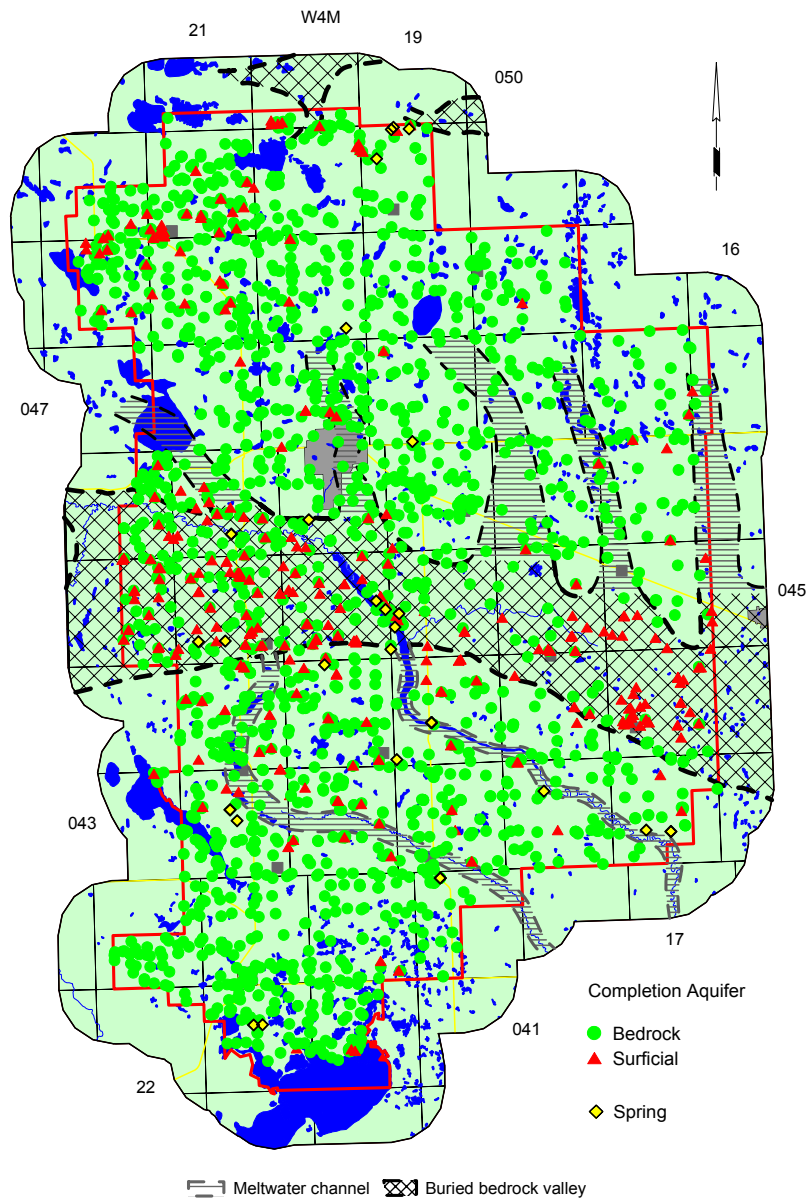 W4M
21
19
050
16
047
045
043
17
Completion Aquifer
041
Bedrock
Surficial
22
Spring
Meltwater channel
Buried bedrock valley